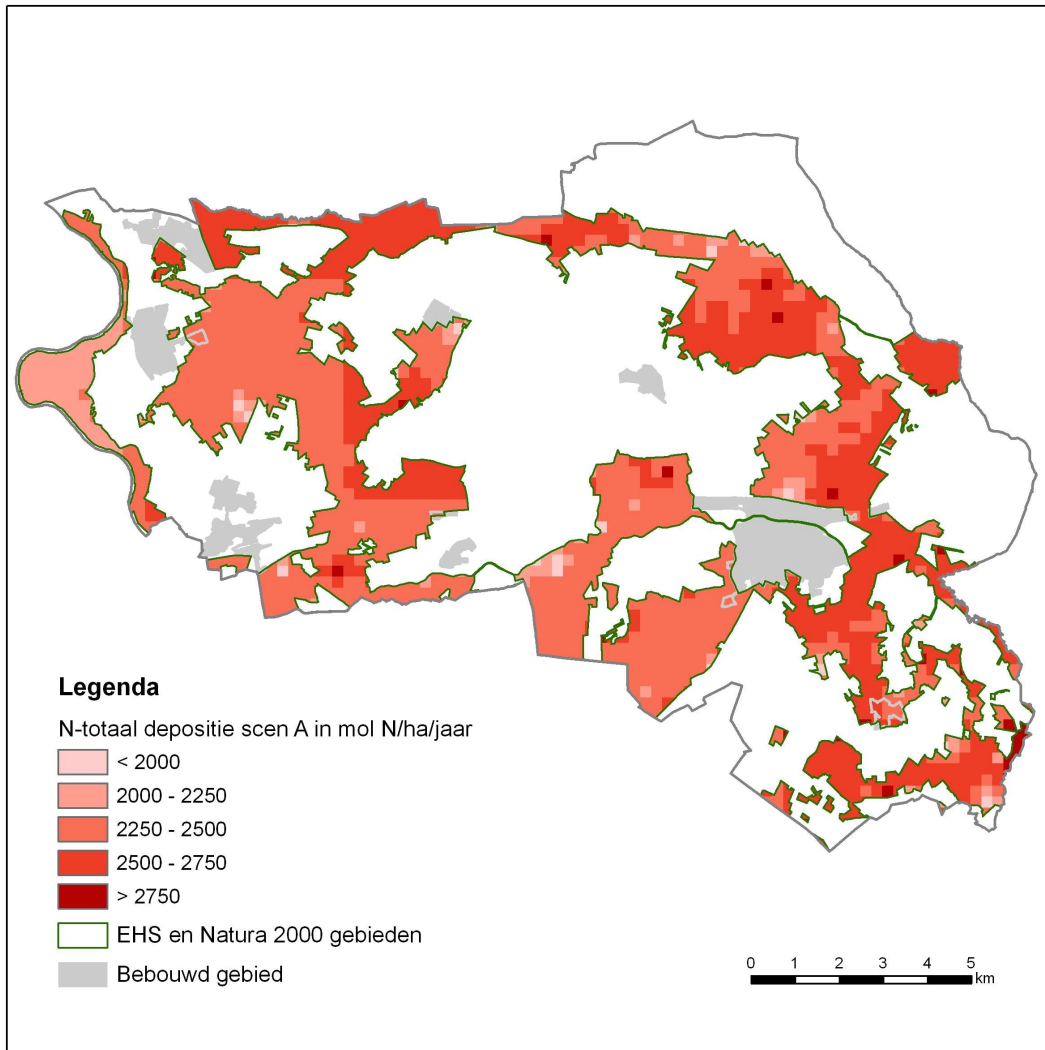 Legenda
N-totaal depositie scen A in mol N/ha/jaar
< 2000
2000 - 2250
2250 - 2500
2500 - 2750
> 2750
EHS en Natura 2000 gebieden
Bebouwd gebied
0 1 2 3 4 5
km